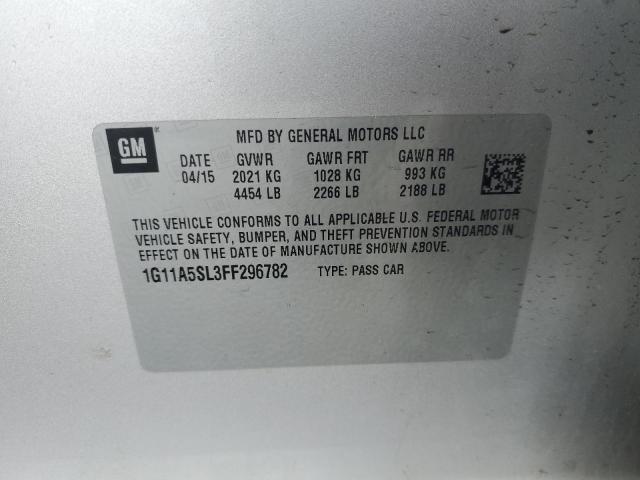 GM
MFD BY GENERAL MOTORS LLC
DATE GVWR GAWR FRT GAWR RR
04/15 2021 KG 1028 KG 993 KG
4454 LB 2266 LB 2188 LB
THIS VEHICLE CONFORMS TO ALL APPLICABLE U.S. FEDERAL MOTOR
VEHICLE SAFETY, BUMPER, AND THEFT PREVENTION STANDARDS IN
EFFECT ON THE DATE OF MANUFACTURE SHOWN ABOVE.
1G11A5SL3FF296782 TYPE: PASS CAR